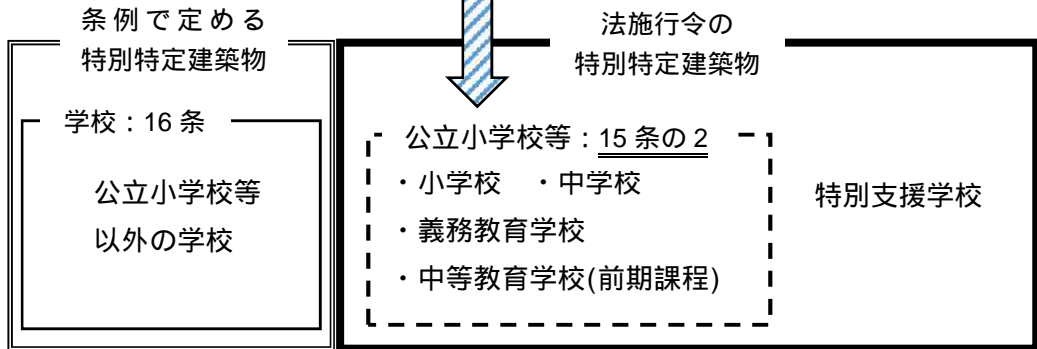 条例で定める
特別特定建築物
学校：16 条
公立小学校等
以外の学校
法施行令の
特別特定建築物
公立小学校等：15 条の 2
・小学校　・中学校
・義務教育学校
・中等教育学校(前期課程)
特別支援学校